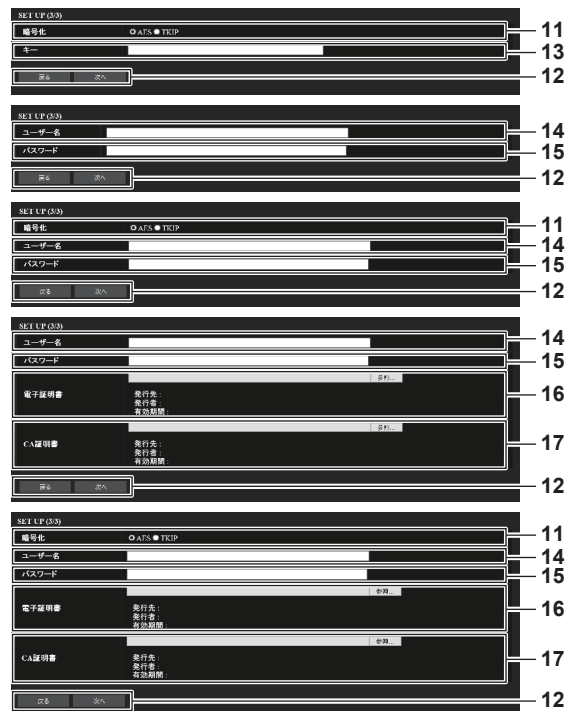 SET UP (3/3)
暗号化 AES TKIP 11
キー 13
戻る 次へ 12
SET UP (3/3)
ユーザー名 14
パスワード 15
戻る 次へ 12
SET UP (3/3)
暗号化 AES TKIP 11
ユーザー名 14
パスワード 15
戻る 次へ 12
SET UP (3/3)
ユーザー名 14
パスワード 15
参照...
電子証明書 16
発行先 :
発行者 :
有効期間 :
参照...
CA証明書 17
発行先 :
発行者 :
有効期間 :
戻る 次へ 12
SET UP (3/3)
暗号化 AES TKIP 11
ユーザー名 14
パスワード 15
参照...
電子証明書 16
発行先 :
発行者 :
有効期間 :
参照...
CA証明書 17
発行先 :
発行者 :
有効期間 :
戻る 次へ 12